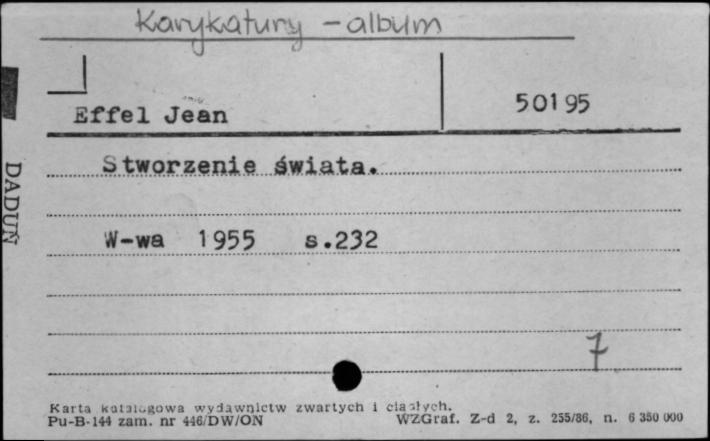 Karykatury - album
Effel Jean
50195
Stworzenie świata.
W-wa 1955 s.232
7
DADUŃ
Karta katalogowa wydawnictw zwartych i ciągłych.
Pu-B-144 zam. nr 446/DW/ON
WZGraf. Z-d 2, z. 255/86, n. 6 350 000